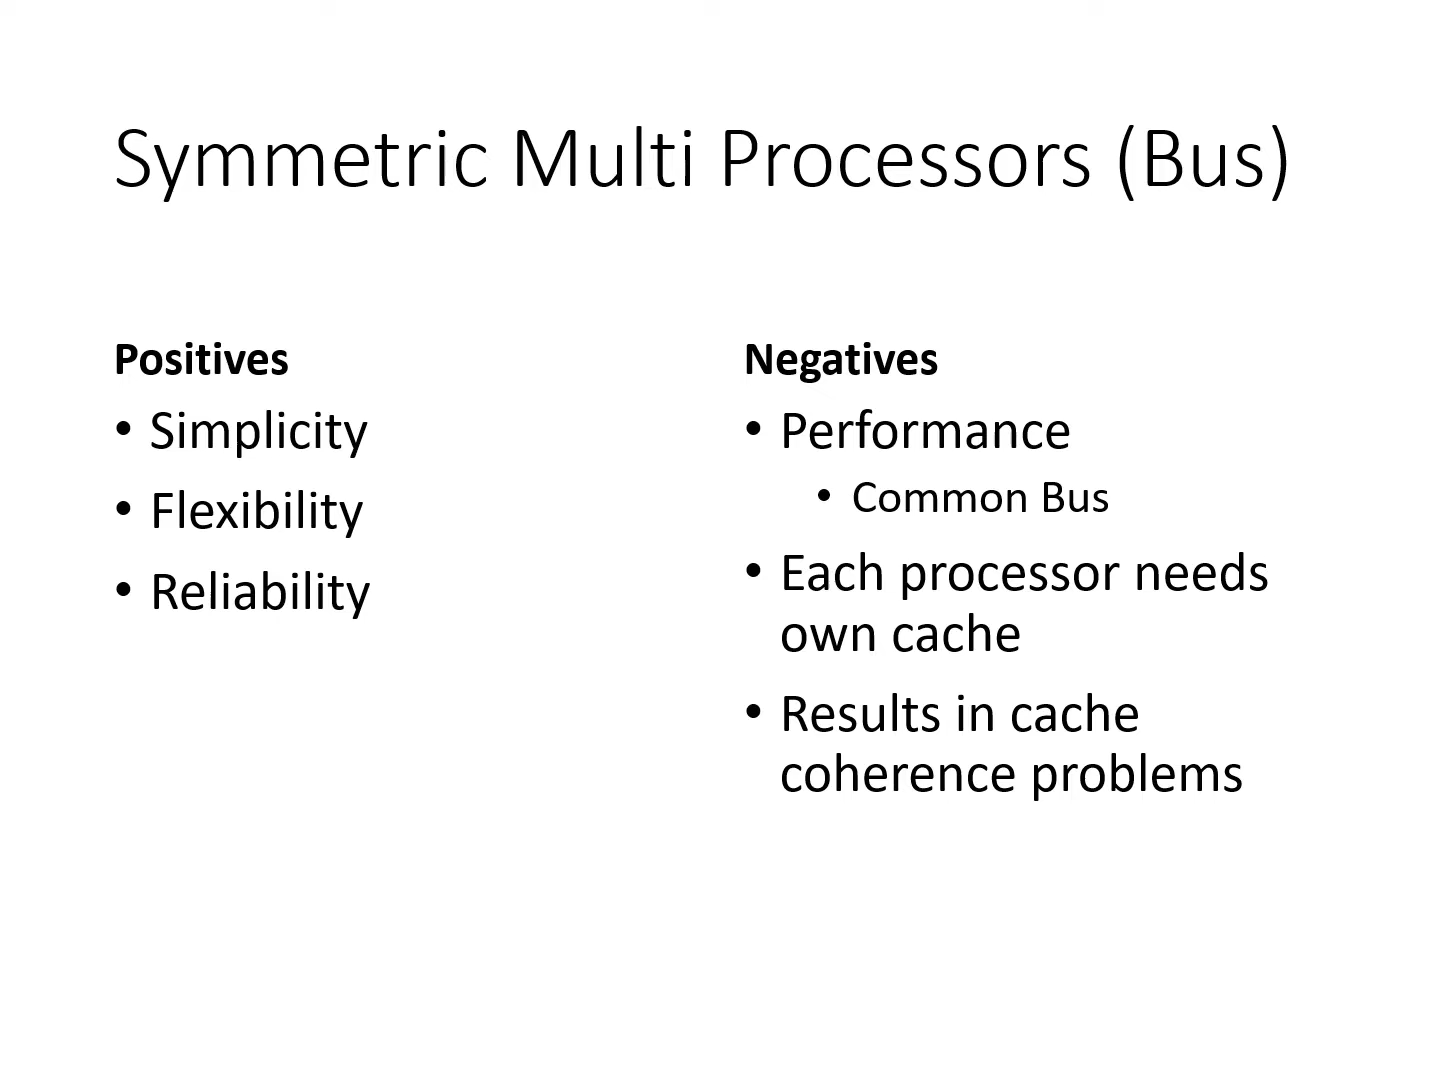 Symmetric Multi Processors (Bus)
Positives
• Simplicity
• Flexibility
• Reliability
Negatives
• Performance
• Common Bus
• Each processor needs
own cache
• Results in cache
coherence problems